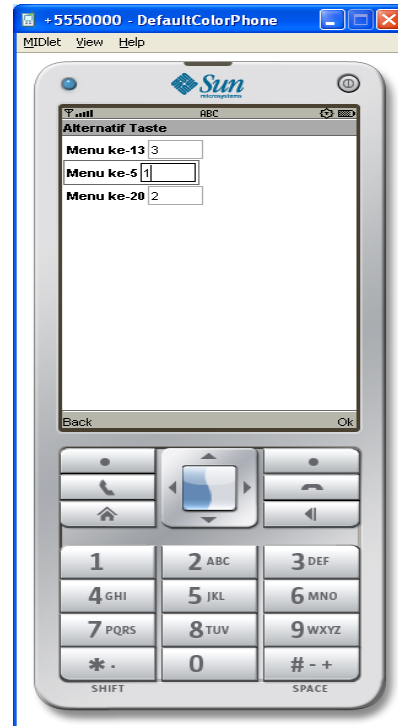 +5550000 - DefaultColorPhone
MIDlet View Help
Sun
microsystems
ABC
Alternatif Taste
Menu ke-13 3
Menu ke-5 1
Menu ke-20 2
Back Ok
1 2 ABC 3 DEF
4 GHI 5 JKL 6 MNO
7 PQRS 8 TUV 9 WXYZ
* . 0 # - +
SHIFT SPACE